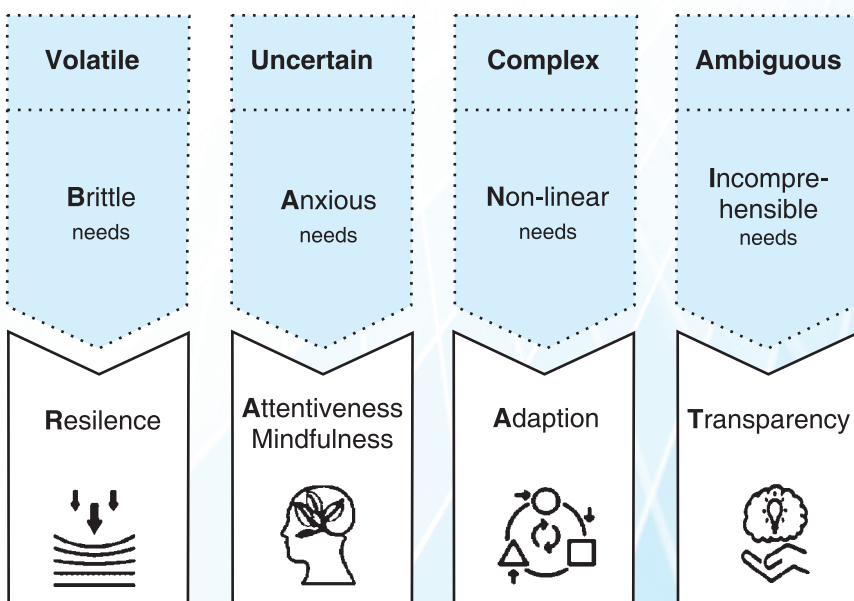 Volatile
Brittle
needs
Resilence
Uncertain
Anxious
needs
Attentiveness
Mindfulness
Complex
Non-linear
needs
Adaption
Ambiguous
Incompre-
hensible
needs
Transparency